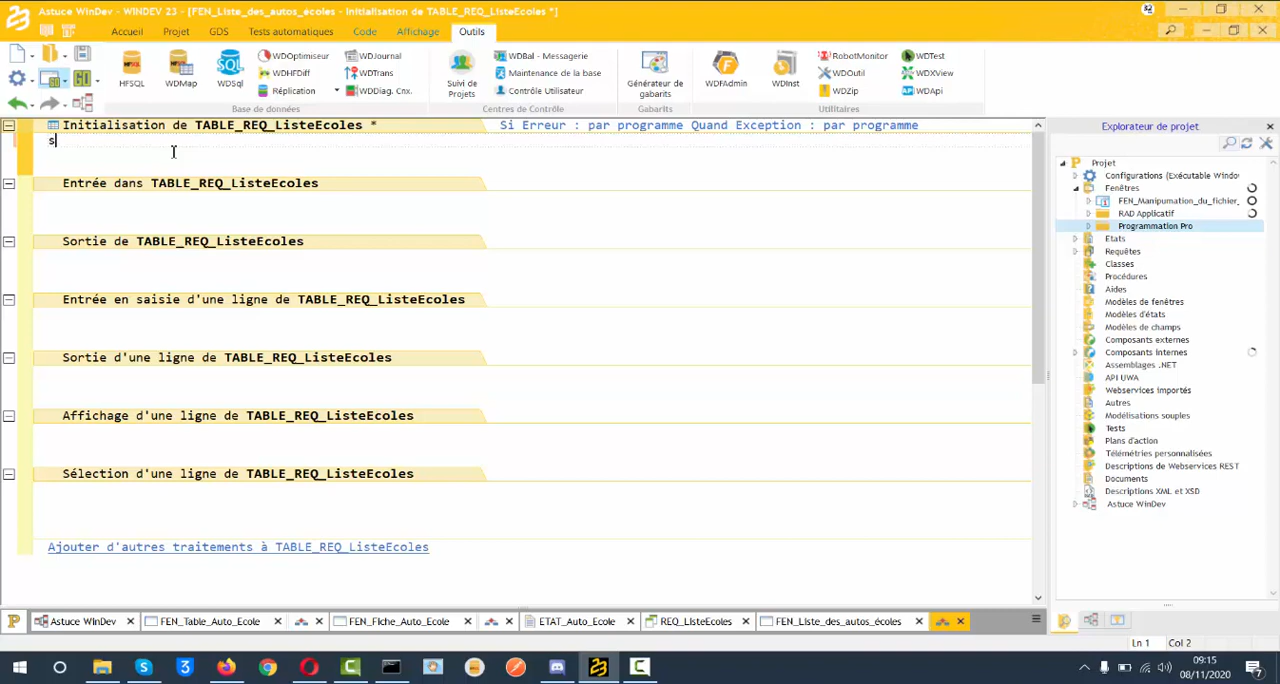 Astuce WinDev - WINDEV 23 - [FEN_Liste_des_autos_ecoles - Initialisation de TABLE_REQ_ListeEcoles *]
Accueil Projet GDS Tests automatiques Code Affichage Outils
HFSQL WDMap WDSql
WDOptimiseur WDJournal
WDHFDiff WDTrans
Réplication WDDiag. Cnx.
Base de données
Suivi de Projets
WDBal - Messagerie
Maintenance de la base
Contrôle Utilisateur
Centres de Contrôle
Générateur de gabarits
Gabarits
WDFAdmin WDInst
RobotMonitor WDTest
WDOutil WDXView
WDZip WDApi
Utilitaires
Initialisation de TABLE_REQ_ListeEcoles * Si Erreur : par programme Quand Exception : par programme
s
Entrée dans TABLE_REQ_ListeEcoles
Sortie de TABLE_REQ_ListeEcoles
Entrée en saisie d'une ligne de TABLE_REQ_ListeEcoles
Sortie d'une ligne de TABLE_REQ_ListeEcoles
Affichage d'une ligne de TABLE_REQ_ListeEcoles
Sélection d'une ligne de TABLE_REQ_ListeEcoles
Ajouter d'autres traitements à TABLE_REQ_ListeEcoles
Explorateur de projet
Projet
Configurations (Exécutable Windo
Fenêtres
FEN_Manipumation_du_fichier_
RAD Applicatif
Programmation Pro
Etats
Requêtes
Classes
Procédures
Aides
Modèles de fenêtres
Modèles d'états
Modèles de champs
Composants externes
Composants internes
Assemblages .NET
API UWA
Webservices importés
Autres
Modélisations souples
Tests
Plans d'action
Télémétries personnalisées
Descriptions de Webservices REST
Documents
Descriptions XML et XSD
Astuce WinDev
Astuce WinDev FEN_Table_Auto_Ecole FEN_Fiche_Auto_Ecole ETAT_Auto_Ecole REQ_ListeEcoles FEN_Liste_des_autos_écoles
Ln 1 Col 2
09:15
08/11/2020